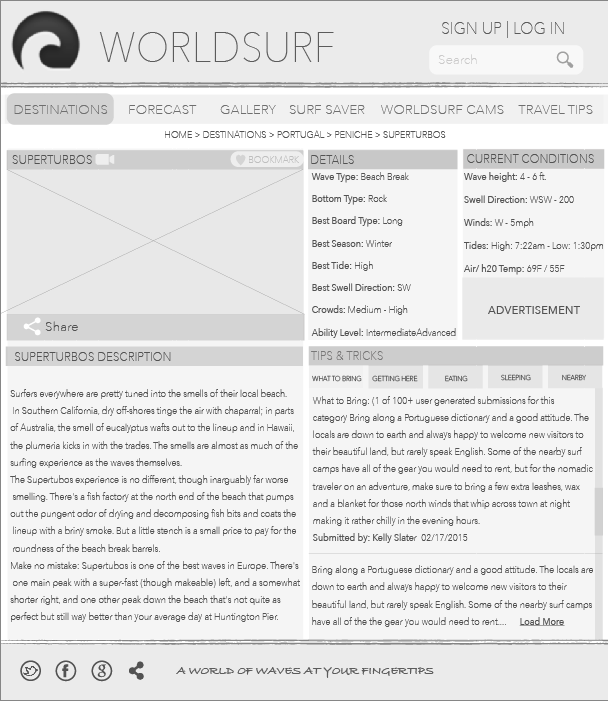 WORLDSURF
SIGN UP | LOG IN
Search
DESTINATIONS FORECAST GALLERY SURF SAVER WORLDSURF CAMS TRAVEL TIPS
HOME > DESTINATIONS > PORTUGAL > PENICHE > SUPERTURBOS
SUPERTURBOS
BOOKMARK
Share
DETAILS
Wave Type: Beach Break
Bottom Type: Rock
Best Board Type: Long
Best Season: Winter
Best Tide: High
Best Swell Direction: SW
Crowds: Medium - High
Ability Level: IntermediateAdvanced
CURRENT CONDITIONS
Wave height: 4 - 6 ft.
Swell Direction: WSW - 200
Winds: W - 5mph
Tides: High: 7:22am - Low: 1:30pm
Air/ h20 Temp: 69F / 55F
ADVERTISEMENT
SUPERTURBOS DESCRIPTION
Surfers everywhere are pretty tuned into the smells of their local beach.
In Southern California, dry off-shores tinge the air with chaparral; in parts
of Australia, the smell of eucalyptus wafts out to the lineup and in Hawaii,
the plumeria kicks in with the trades. The smells are almost as much of the
surfing experience as the waves themselves.
The Supertubos experience is no different, though inarguably far worse
smelling. There's a fish factory at the north end of the beach that pumps
out the pungent odor of drying and decomposing fish bits and coats the
lineup with a briny smoke. But a little stench is a small price to pay for the
roundness of the beach break barrels.
Make no mistake: Supertubos is one of the best waves in Europe. There's
one main peak with a super-fast (though makeable) left, and a somewhat
shorter right, and one other peak down the beach that's not quite as
perfect but still way better than your average day at Huntington Pier.
TIPS & TRICKS
WHAT TO BRING GETTING HERE EATING SLEEPING NEARBY
What to Bring: (1 of 100+ user generated submissions for this
category Bring along a Portuguese dictionary and a good attitude. The
locals are down to earth and always happy to welcome new visitors to
their beautiful land, but rarely speak English. Some of the nearby surf
camps have all of the gear you would need to rent, but for the nomadic
traveler on an adventure, make sure to bring a few extra leashes, wax
and a blanket for those north winds that whip across town at night
making it rather chilly in the evening hours.
Submitted by: Kelly Slater 02/17/2015
Bring along a Portuguese dictionary and a good attitude. The locals are
down to earth and always happy to welcome new visitors to their
beautiful land, but rarely speak English. Some of the nearby surf camps
have all of the the gear you would need to rent.... Load More
A WORLD OF WAVES AT YOUR FINGERTIPS